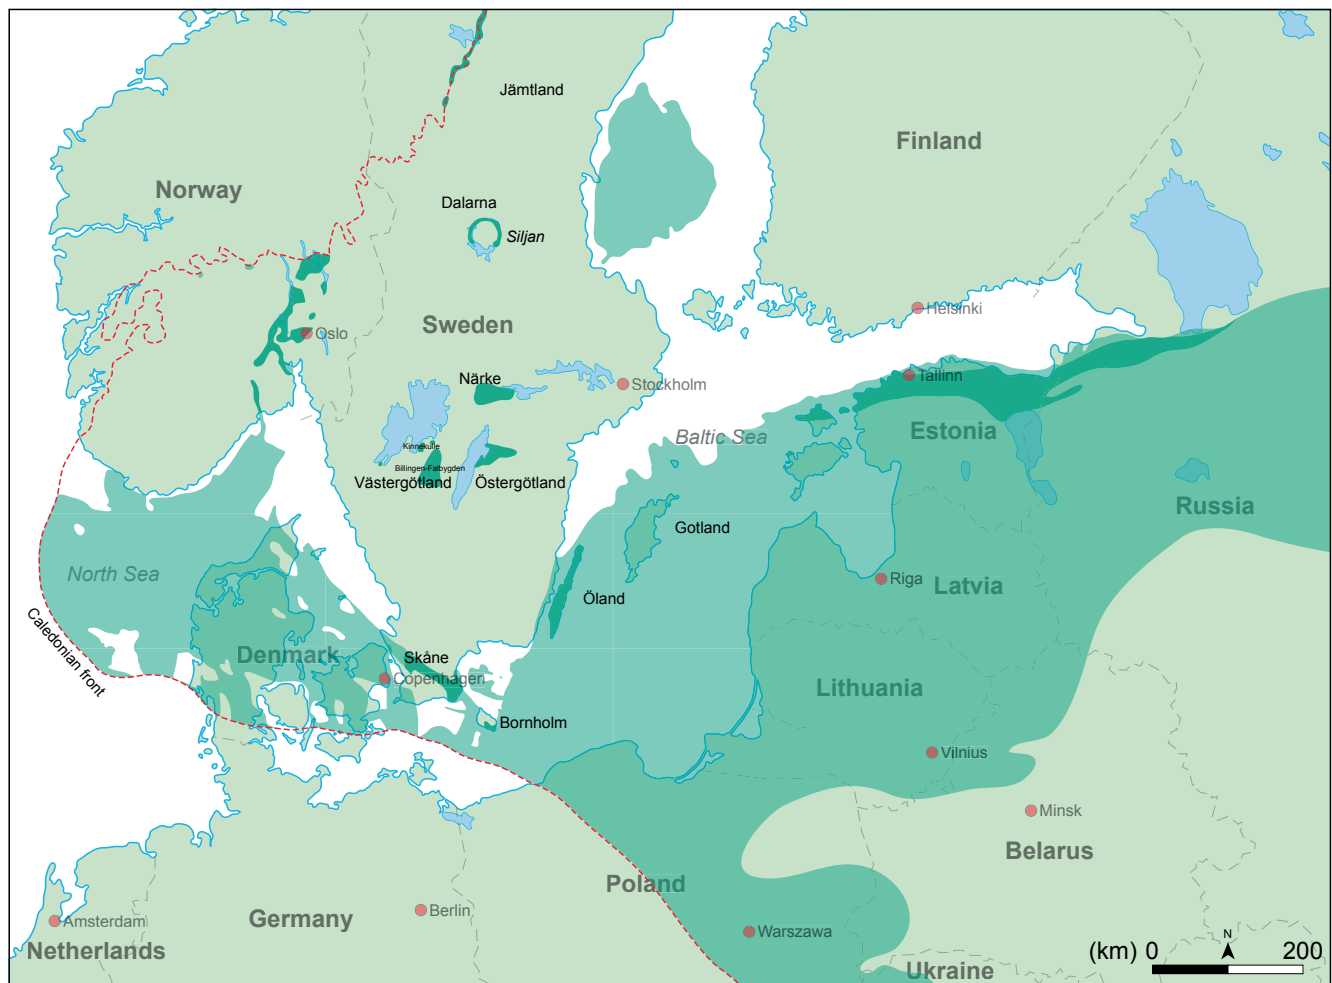 Jämtland
Finland
Norway
Dalarna
Siljan
Helsinki
Sweden
Oslo
Närke
Stockholm
Tallinn
Baltic Sea
Estonia
Kinnekulle
Billingen-Falbygden
Västergötland
Östergötland
Russia
Gotland
North Sea
Riga
Latvia
Öland
Caledonian front
Denmark
Skåne
Copenhagen
Lithuania
Bornholm
Vilnius
Minsk
Belarus
Poland
Berlin
Germany
Amsterdam
Netherlands
Warszawa
N
(km) 0 200
Ukraine